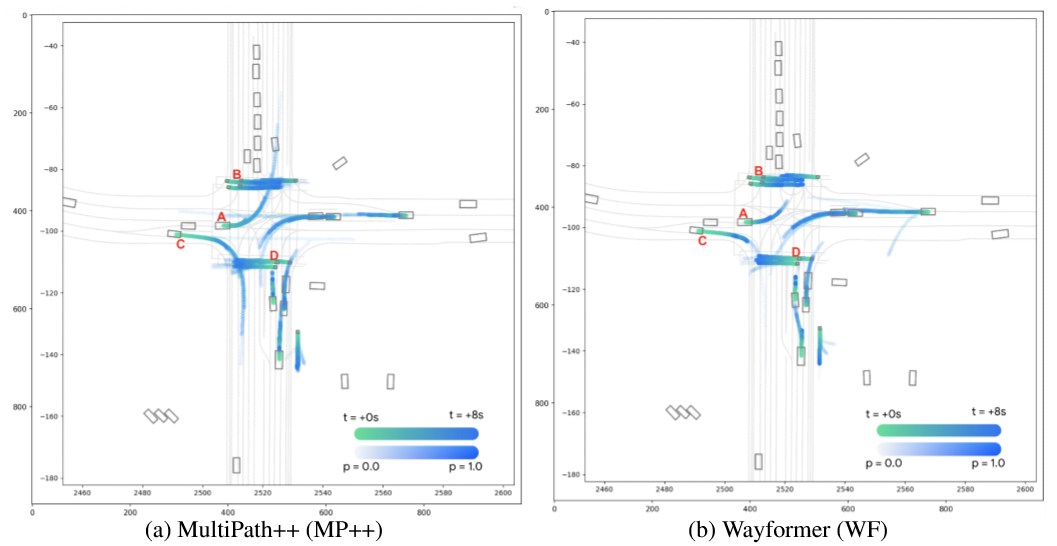 0
-40
-60
200
-80
B
A
400
-100
C
D
-120
600
-140
t = +0s t = +8s
800
-160
p = 0.0 p = 1.0
-180
2460 2480 2500 2520 2540 2560 2580 2600
0 200 400 600 800
(a) MultiPath++ (MP++)
0
-40
-60
200
-80
B
A
400
-100
C
D
-120
600
-140
t = +0s t = +8s
800
-160
p = 0.0 p = 1.0
-180
2460 2480 2500 2520 2540 2560 2580 2600
0 200 400 600 800
(b) Wayformer (WF)